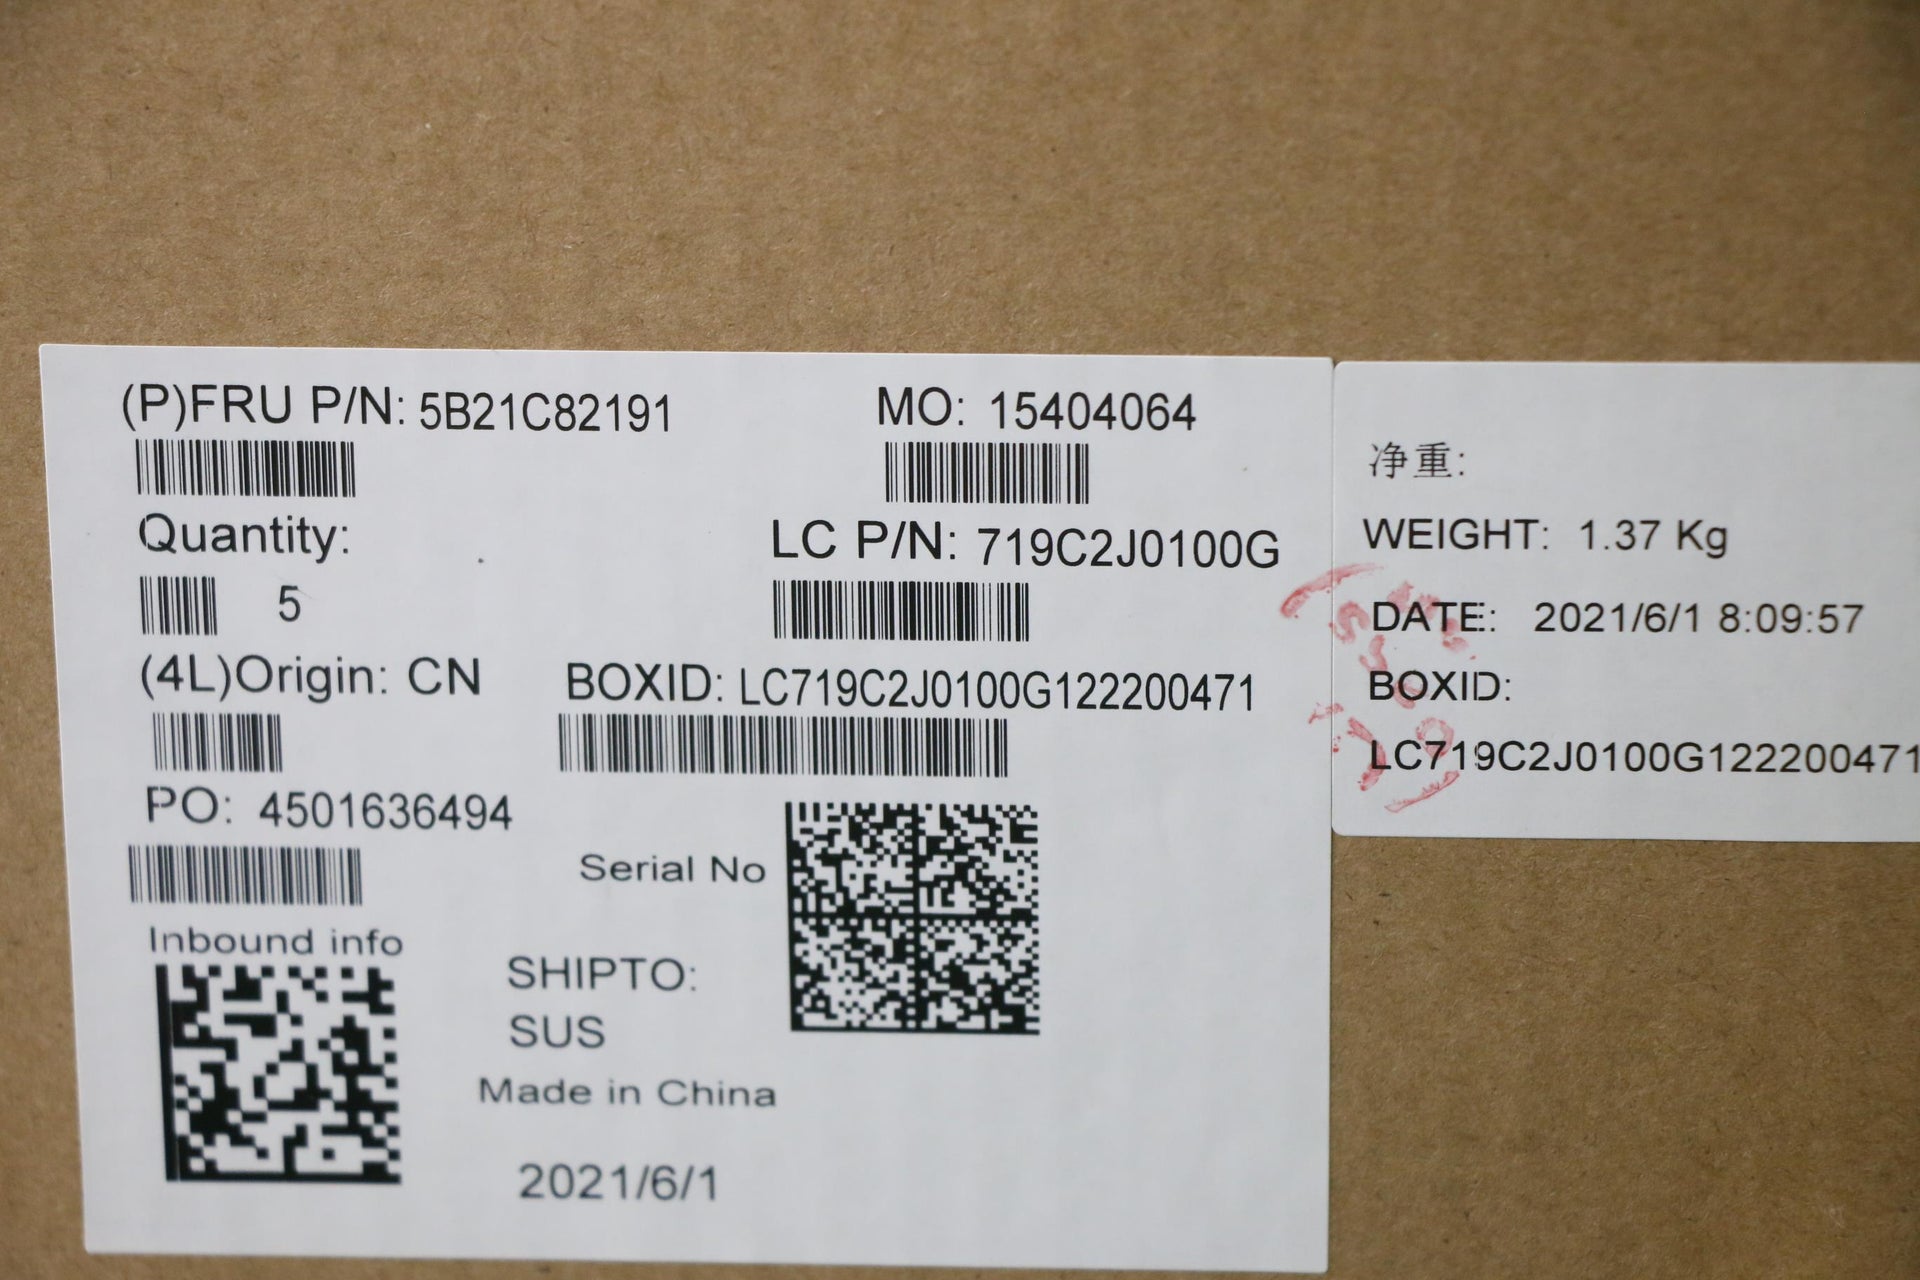 (P)FRU P/N: 5B21C82191
MO: 15404064
Quantity:
5
LC P/N: 719C2J0100G
(4L)Origin: CN
BOXID: LC719C2J0100G122200471
PO: 4501636494
Serial No
Inbound info
SHIPTO:
SUS
Made in China
2021/6/1
净重:
WEIGHT: 1.37 Kg
DATE: 2021/6/1 8:09:57
BOXID:
LC719C2J0100G122200471